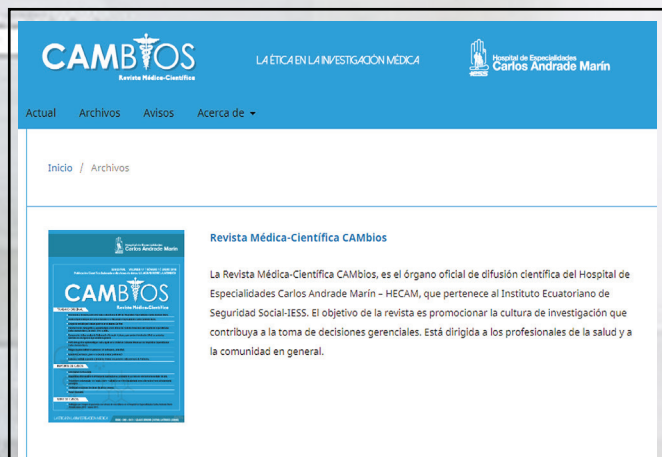 CAMBIOS
Revista Médico-Científica
LA ÉTICA EN LA INVESTIGACIÓN MÉDICA
IESS
Hospital de Especialidades
Carlos Andrade Marín
Actual Archivos Avisos Acerca de
Inicio / Archivos
Hospital de Especialidades
Carlos Andrade Marín
CAMBIOS
Revista Médico-Científica
Revista Médica-Científica CAMbios
La Revista Médica-Científica CAMbios, es el órgano oficial de difusión científica del Hospital de
Especialidades Carlos Andrade Marín – HECAM, que pertenece al Instituto Ecuatoriano de
Seguridad Social-IESS. El objetivo de la revista es promocionar la cultura de investigación que
contribuya a la toma de decisiones gerenciales. Está dirigida a los profesionales de la salud y a
la comunidad en general.